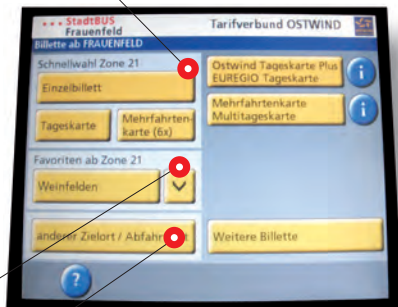 StadtBUS
Frauenfeld
Tarifverbund OSTWIND
Billette ab FRAUENFELD
Schnellwahl Zone 21
Einzelbillett
Tageskarte
Mehrfahrten-
karte (6x)
Ostwind Tageskarte Plus
EUREGIO Tageskarte
i
Mehrfahrtenkarte
Multitageskarte
i
Favoriten ab Zone 21
Weinfelden
anderer Zielort /
Weitere Billette
?